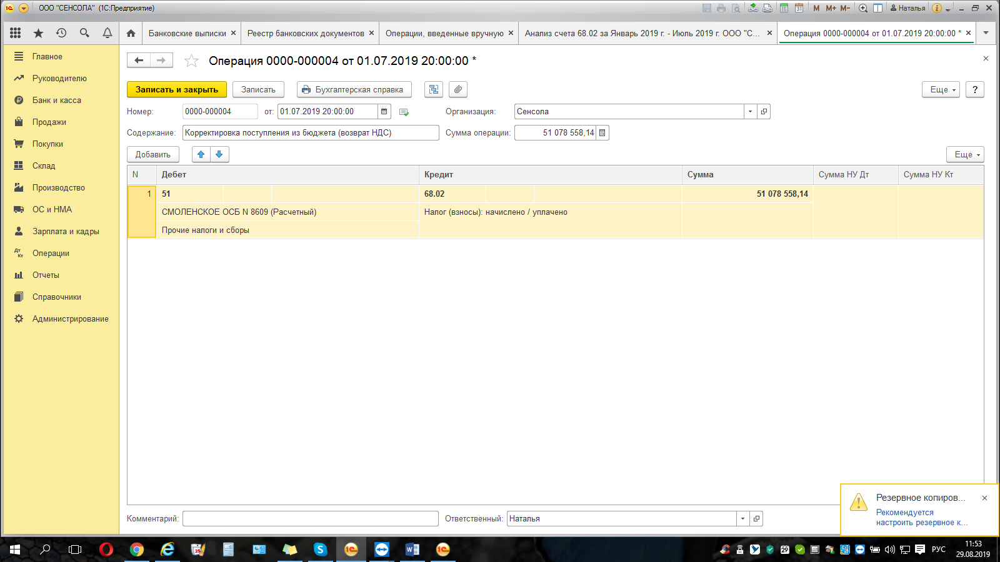 ООО "СЕНСОЛА" (1С:Предприятие)
M M+ M- Наталья
Банковские выписки
Реестр банковских документов
Операции, введенные вручную
Анализ счета 68.02 за Январь 2019 г. - Июль 2019 г. ООО "С...
Операция 0000-000004 от 01.07.2019 20:00:00 *
Главное
Руководителю
Банк и касса
Продажи
Покупки
Склад
Производство
ОС и НМА
Зарплата и кадры
Операции
Отчеты
Справочники
Администрирование
Операция 0000-000004 от 01.07.2019 20:00:00 *
Записать и закрыть Записать Бухгалтерская справка Еще ?
Номер: 0000-000004 от: 01.07.2019 20:00:00 Организация: Сенсола
Содержание: Корректировка поступления из бюджета (возврат НДС) Сумма операции: 51 078 558,14
Добавить Еще
N Дебет Кредит Сумма Сумма НУ Дт Сумма НУ Кт
1 51 68.02 51 078 558,14
СМОЛЕНСКОЕ ОСБ N 8609 (Расчетный) Налог (взносы): начислено / уплачено
Прочие налоги и сборы
Комментарий: Ответственный: Наталья
Резервное копиров...
Рекомендуется
настроить резервное к...
РУС
11:53
29.08.2019